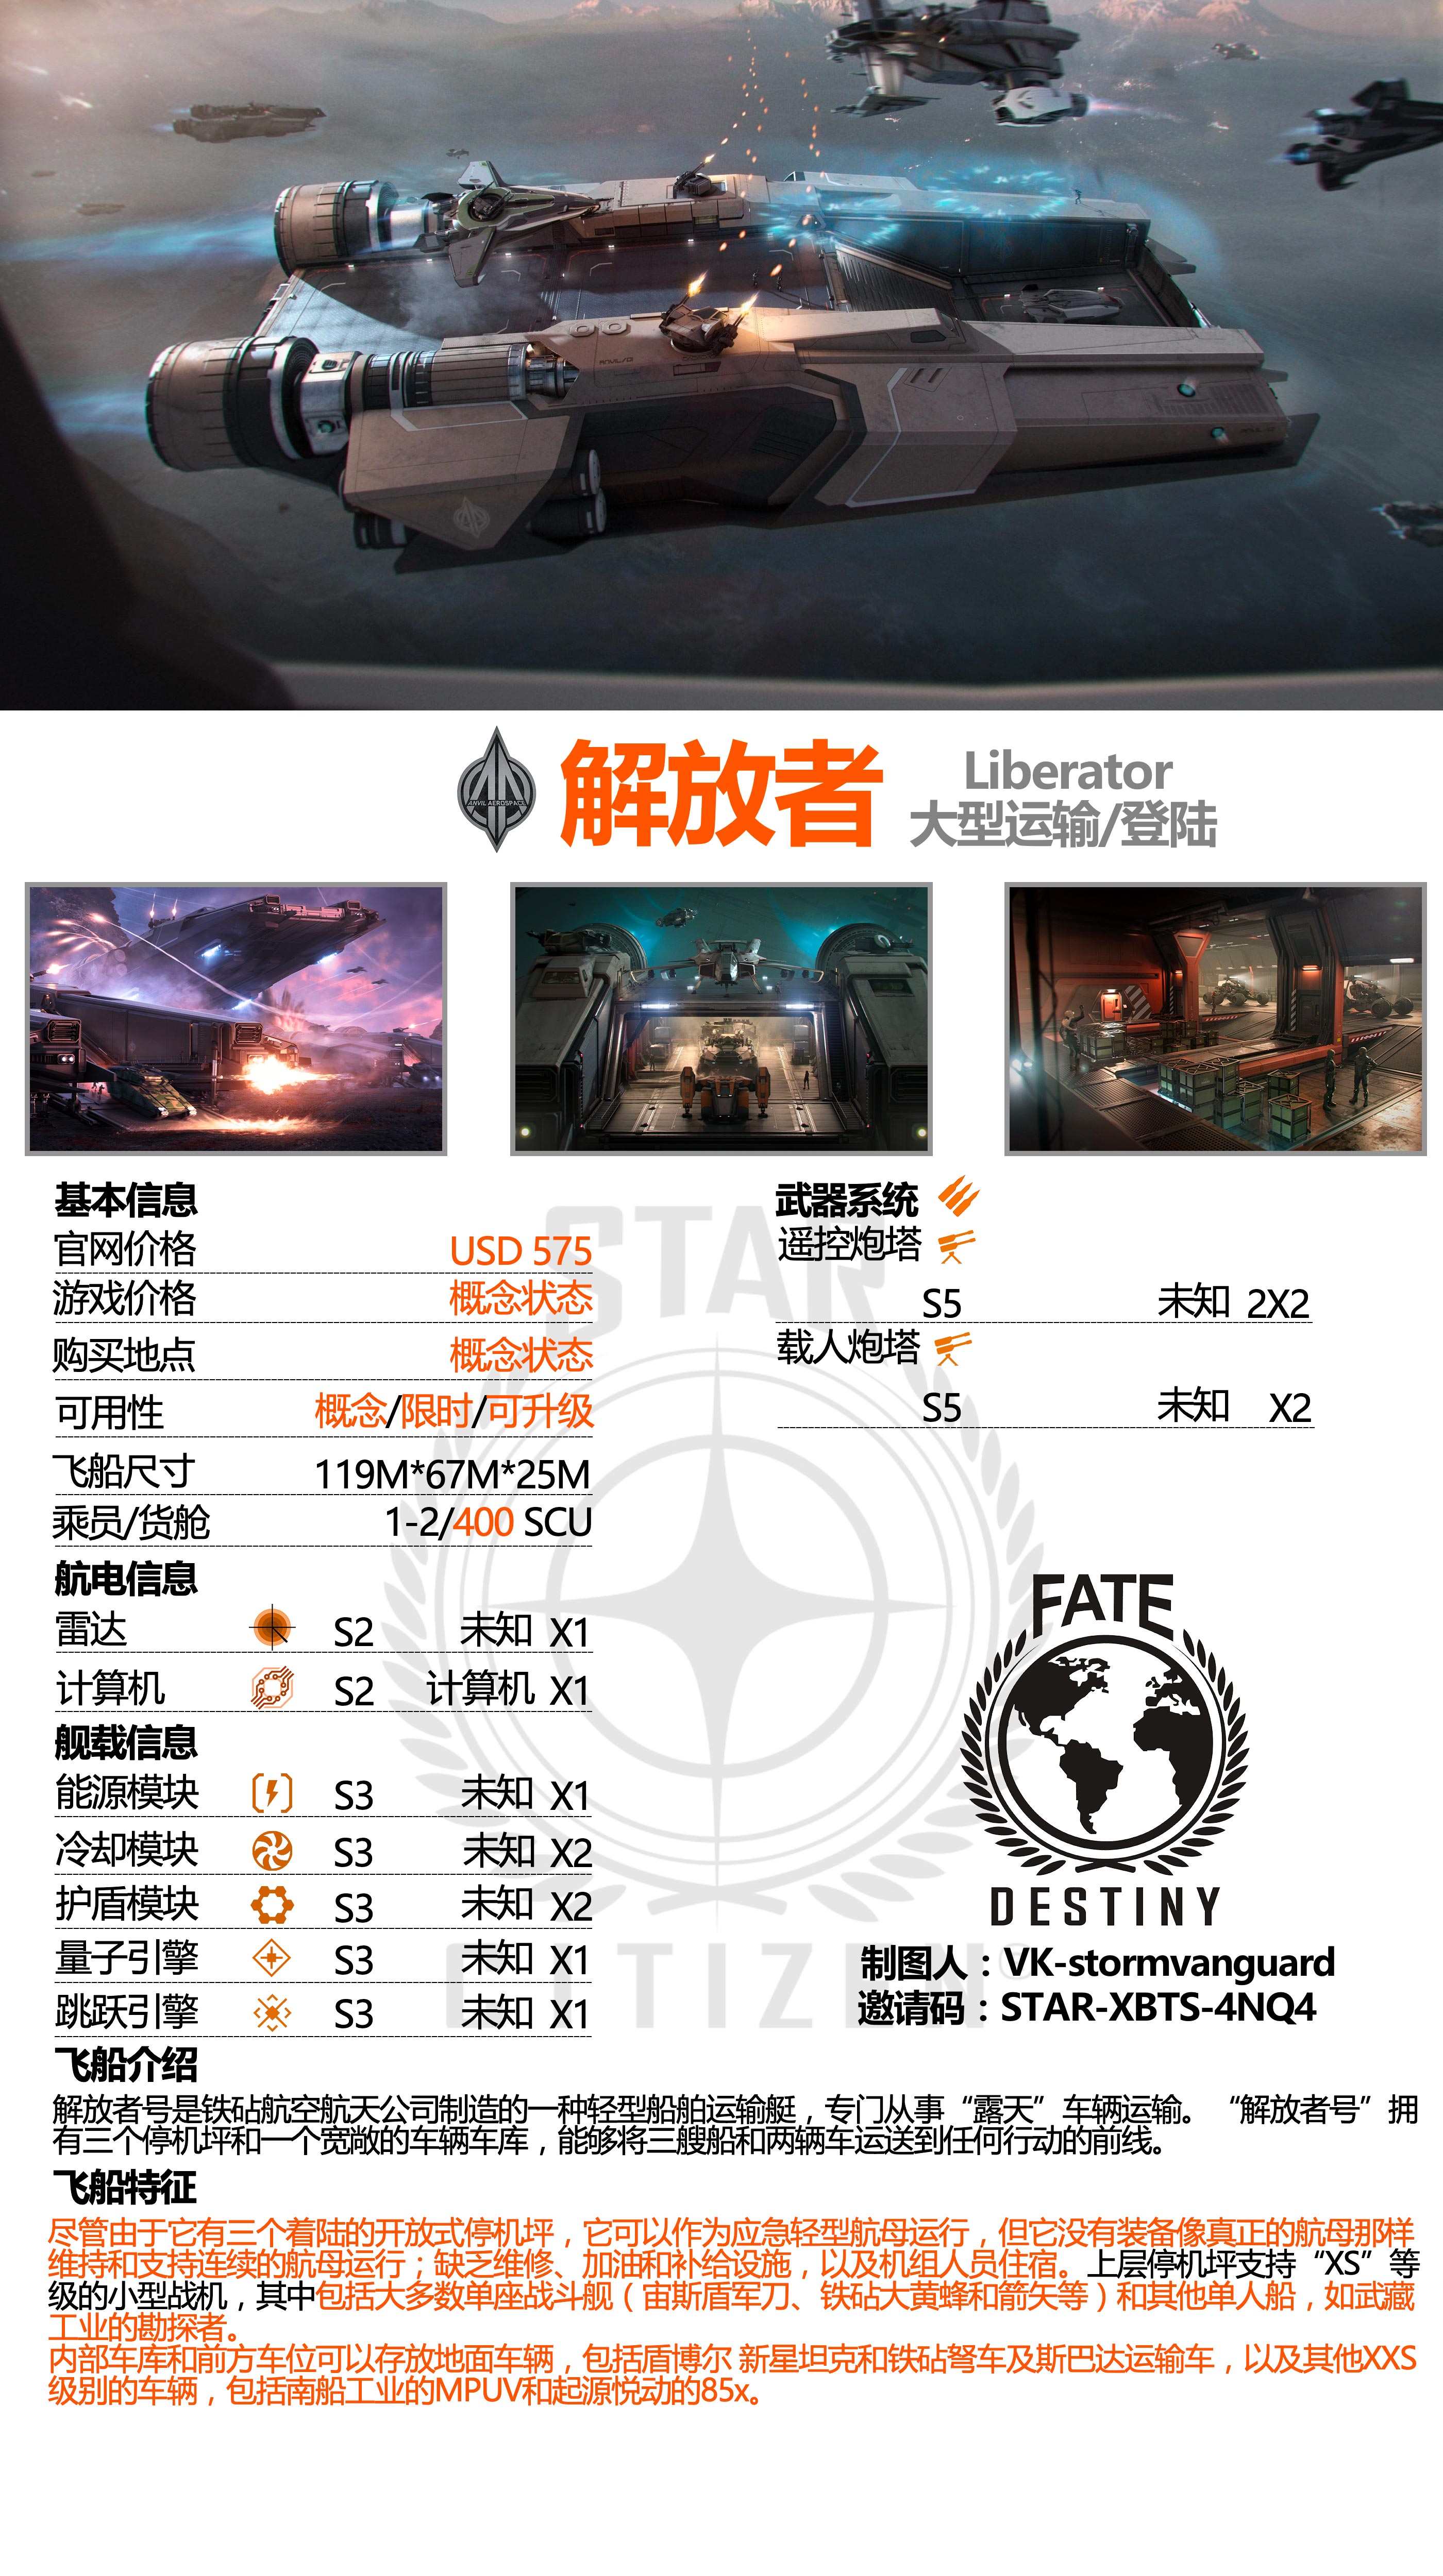 解放者
Liberator
大型运输/登陆
ANVIL AEROSPACE
基本信息
官网价格 USD 575
游戏价格 概念状态
购买地点 概念状态
可用性 概念/限时/可升级
飞船尺寸 119M*67M*25M
乘员/货舱 1-2/400 SCU
航电信息
雷达 S2 未知 X1
计算机 S2 计算机 X1
舰载信息
能源模块 S3 未知 X1
冷却模块 S3 未知 X2
护盾模块 S3 未知 X2
量子引擎 S3 未知 X1
跳跃引擎 S3 未知 X1
武器系统
遥控炮塔
S5 未知 2X2
载人炮塔
S5 未知 X2
STAR
CITIZEN
FATE
DESTINY
制图人：VK-stormvanguard
邀请码：STAR-XBTS-4NQ4
飞船介绍
解放者号是铁砧航空航天公司制造的一种轻型船舶运输艇，专门从事“露天”车辆运输。 “解放者号”拥
有三个停机坪和一个宽敞的车辆车库，能够将三艘船和两辆车运送到任何行动的前线。
飞船特征
尽管由于它有三个着陆的开放式停机坪，它可以作为应急轻型航母运行，但它没有装备像真正的航母那样
维持和支持连续的航母运行；缺乏维修、加油和补给设施，以及机组人员住宿。上层停机坪支持“XS”等
级的小型战机，其中包括大多数单座战斗舰（宙斯盾军刀、铁砧大黄蜂和箭矢等）和其他单人船，如武藏
工业的勘探者。
内部车库和前方车位可以存放地面车辆，包括盾博尔 新星坦克和铁砧弩车及斯巴达运输车，以及其他XXS
级别的车辆，包括南船工业的MPUV和起源悦动的85x。